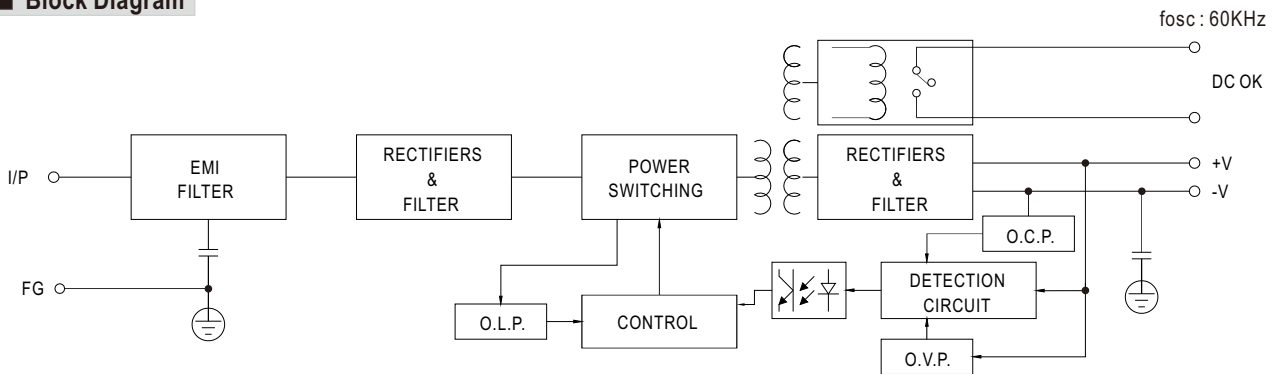 ■ Block Diagram
fosc : 60KHz
DC OK
I/P
EMI
FILTER
RECTIFIERS
&
FILTER
POWER
SWITCHING
RECTIFIERS
&
FILTER
+V
-V
O.C.P.
FG
O.L.P.
CONTROL
DETECTION
CIRCUIT
O.V.P.